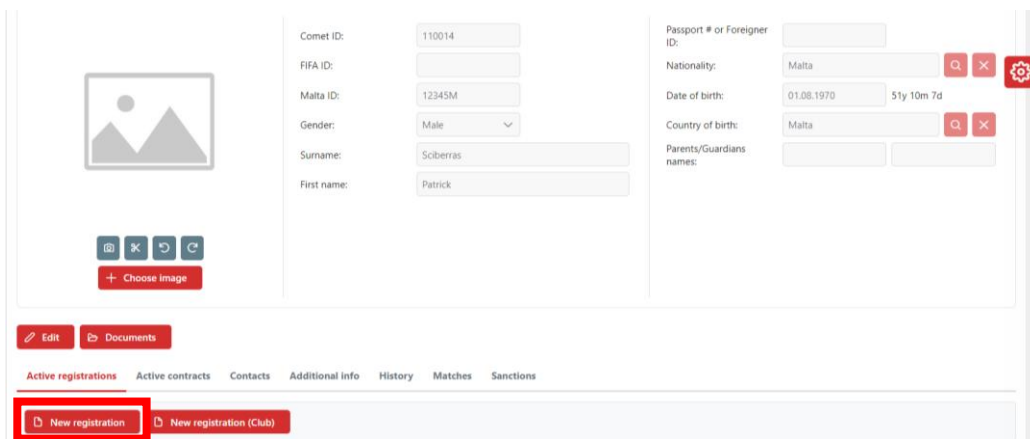 Comet ID: 110014
FIFA ID:
Malta ID: 12345M
Gender: Male
Surname: Sciberras
First name: Patrick
Passport # or Foreigner
ID:
Nationality: Malta
Date of birth: 01.08.1970 51y 10m 7d
Country of birth: Malta
Parents/Guardians
names:
Choose image
Edit Documents
Active registrations Active contracts Contacts Additional info History Matches Sanctions
New registration New registration (Club)